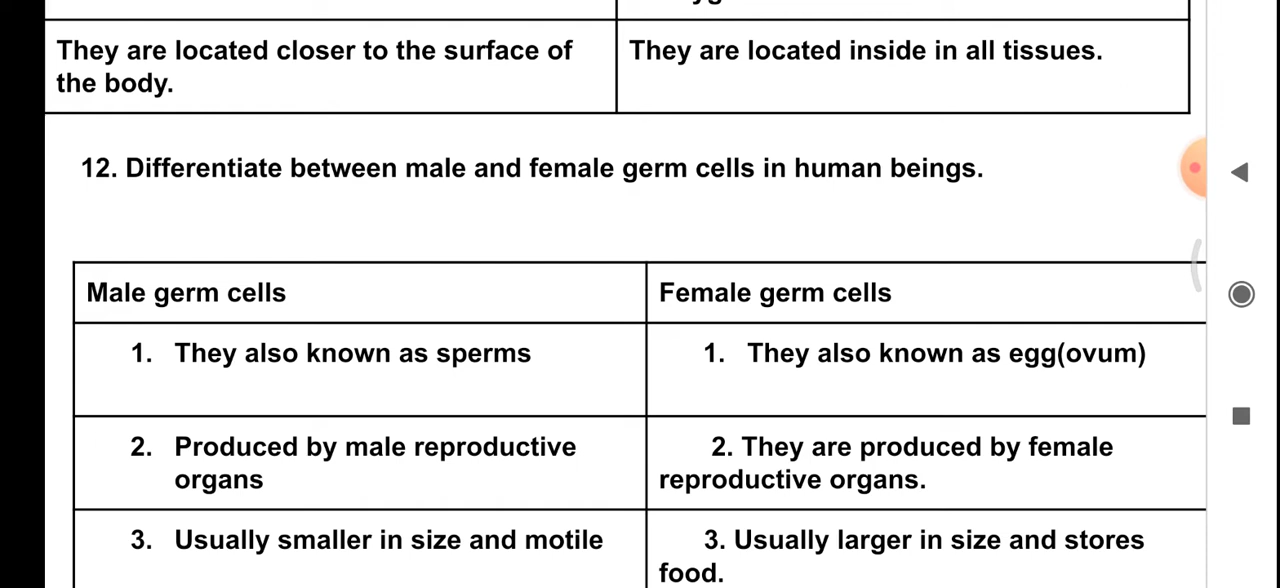 They are located closer to the surface of
the body.
They are located inside in all tissues.
12. Differentiate between male and female germ cells in human beings.
Male germ cells
Female germ cells
1. They also known as sperms
1. They also known as egg(ovum)
2. Produced by male reproductive
organs
2. They are produced by female
reproductive organs.
3. Usually smaller in size and motile
3. Usually larger in size and stores
food.